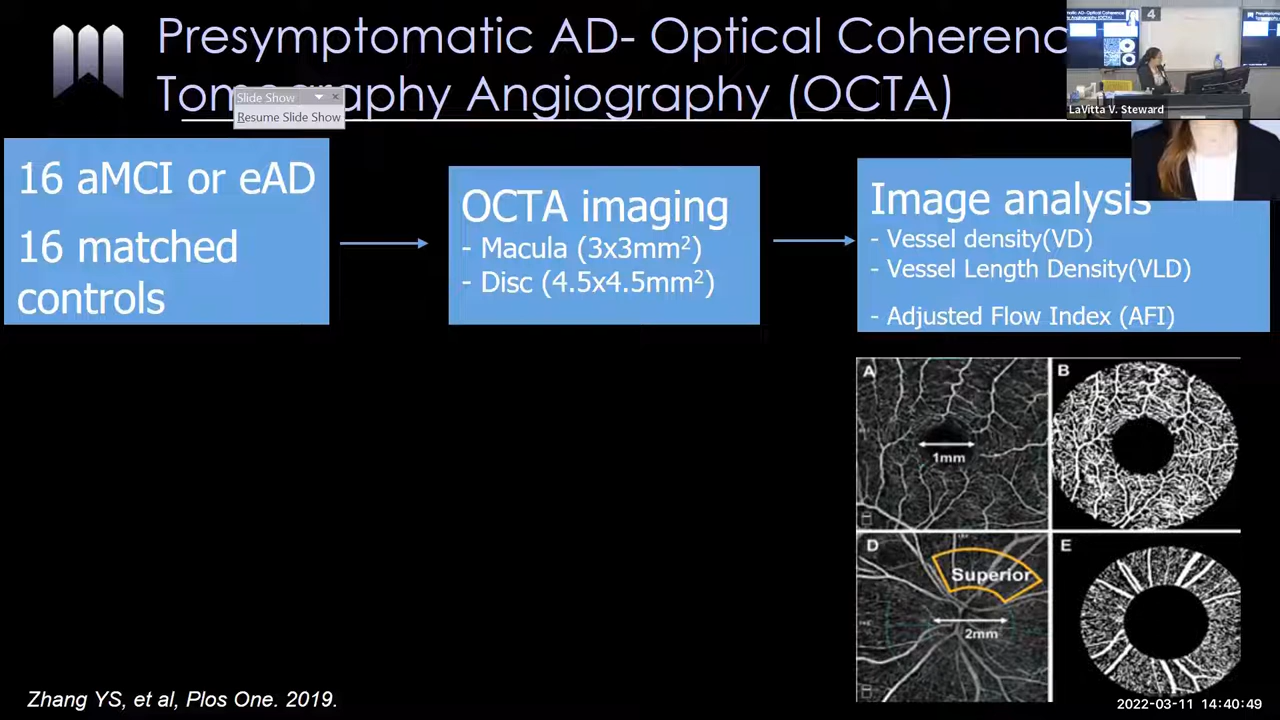 Presymptomatic AD- Optical Coherenc
Tomography Angiography (OCTA)
Slide Show
Resume Slide Show
4
LaVitta V. Steward
16 aMCI or eAD
16 matched
controls
OCTA imaging
- Macula (3x3mm²)
- Disc (4.5x4.5mm²)
Image analysis
- Vessel density(VD)
- Vessel Length Density(VLD)
- Adjusted Flow Index (AFI)
A
1mm
B
D
Superior
2mm
E
Zhang YS, et al, Plos One. 2019.
2022-03-11 14:40:49